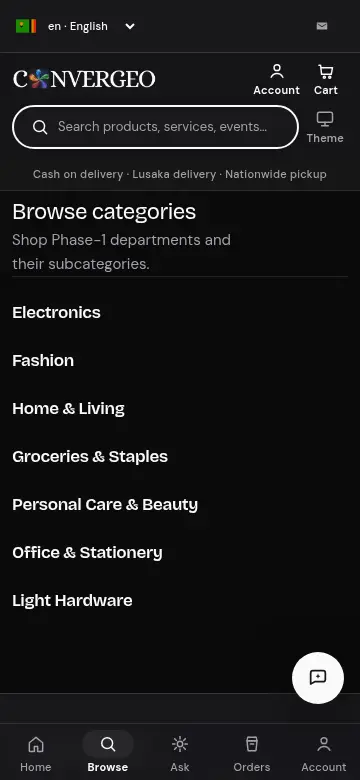 en · English
CONVERGEO
Account
Cart
Search products, services, events…
Theme
Cash on delivery · Lusaka delivery · Nationwide pickup
Browse categories
Shop Phase-1 departments and
their subcategories.
Electronics
Fashion
Home & Living
Groceries & Staples
Personal Care & Beauty
Office & Stationery
Light Hardware
Home
Browse
Ask
Orders
Account